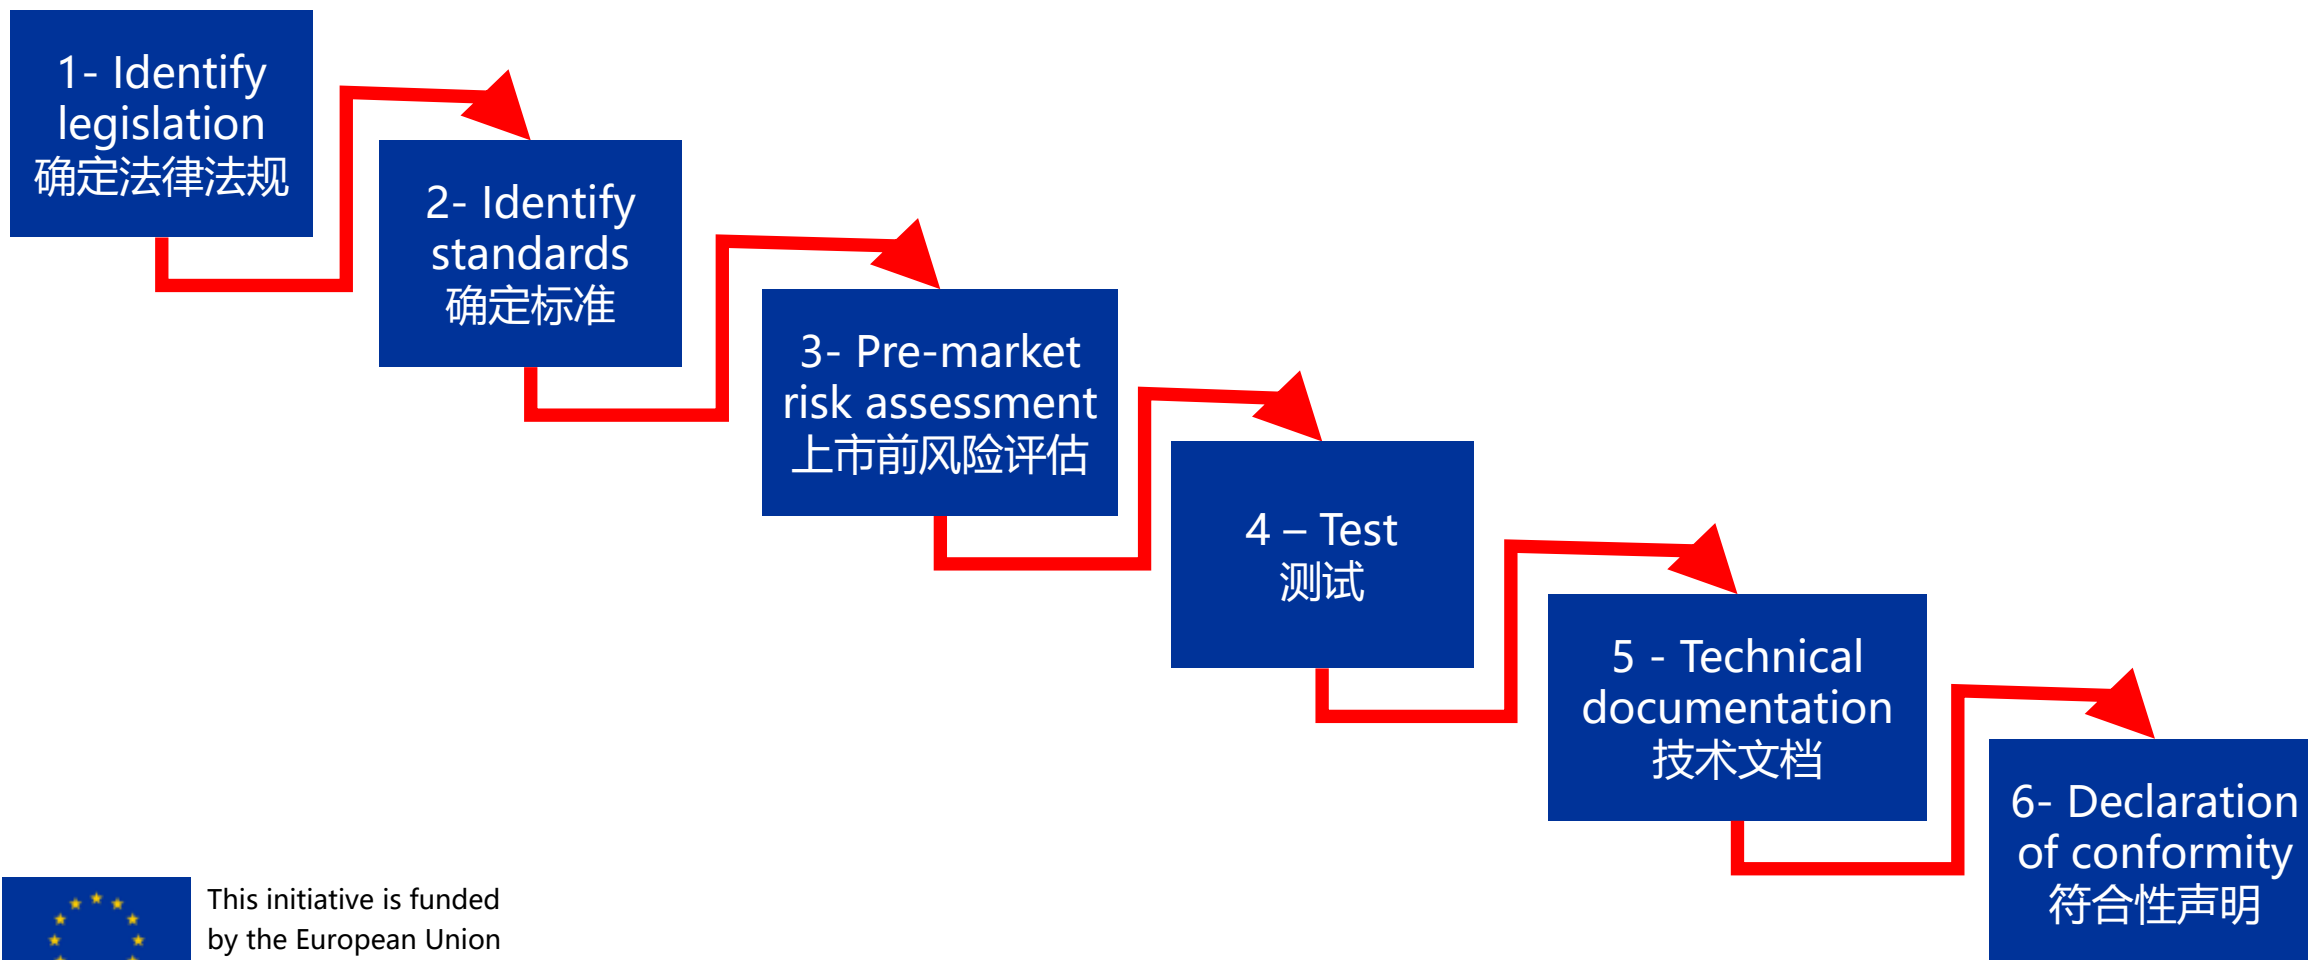 1- Identify
legislation
确定法律法规
2- Identify
standards
确定标准
3- Pre-market
risk assessment
上市前风险评估
4 – Test
测试
5 - Technical
documentation
技术文档
6- Declaration
of conformity
符合性声明
This initiative is funded
by the European Union